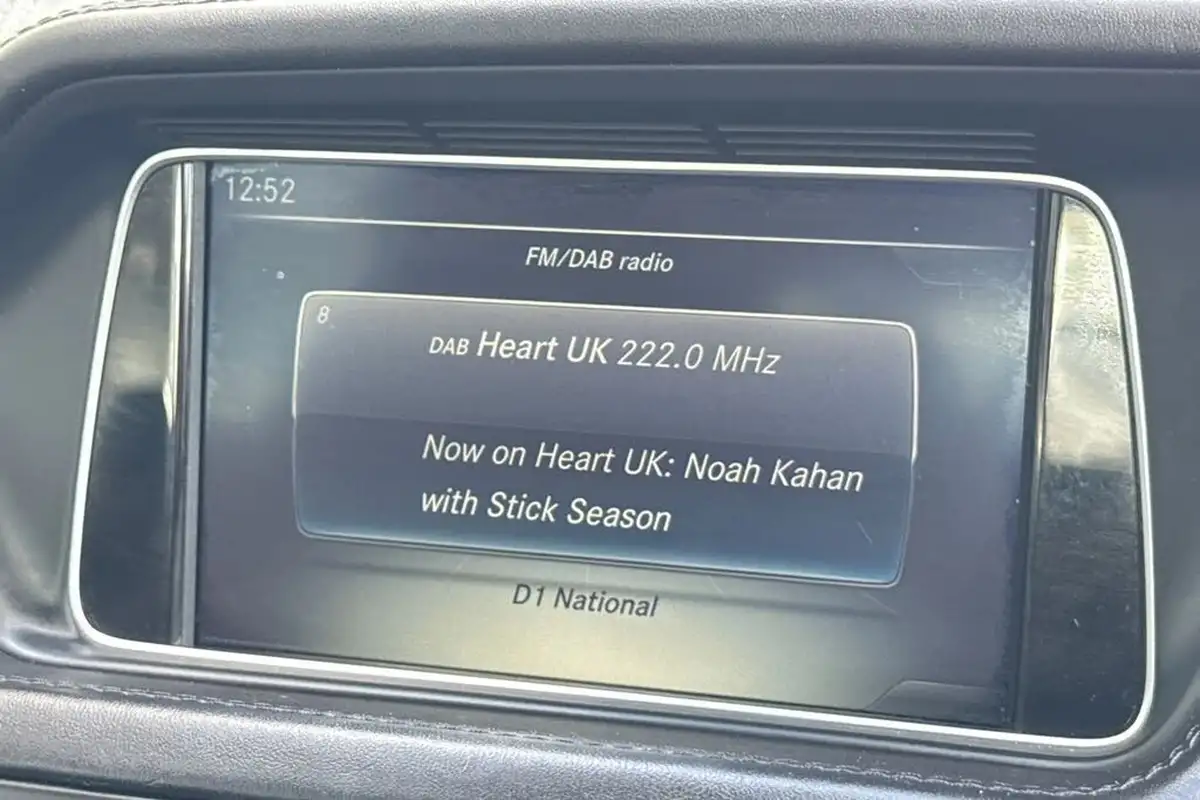 12:52
FM/DAB radio
8
DAB Heart UK 222.0 MHz
Now on Heart UK: Noah Kahan
with Stick Season
D1 National